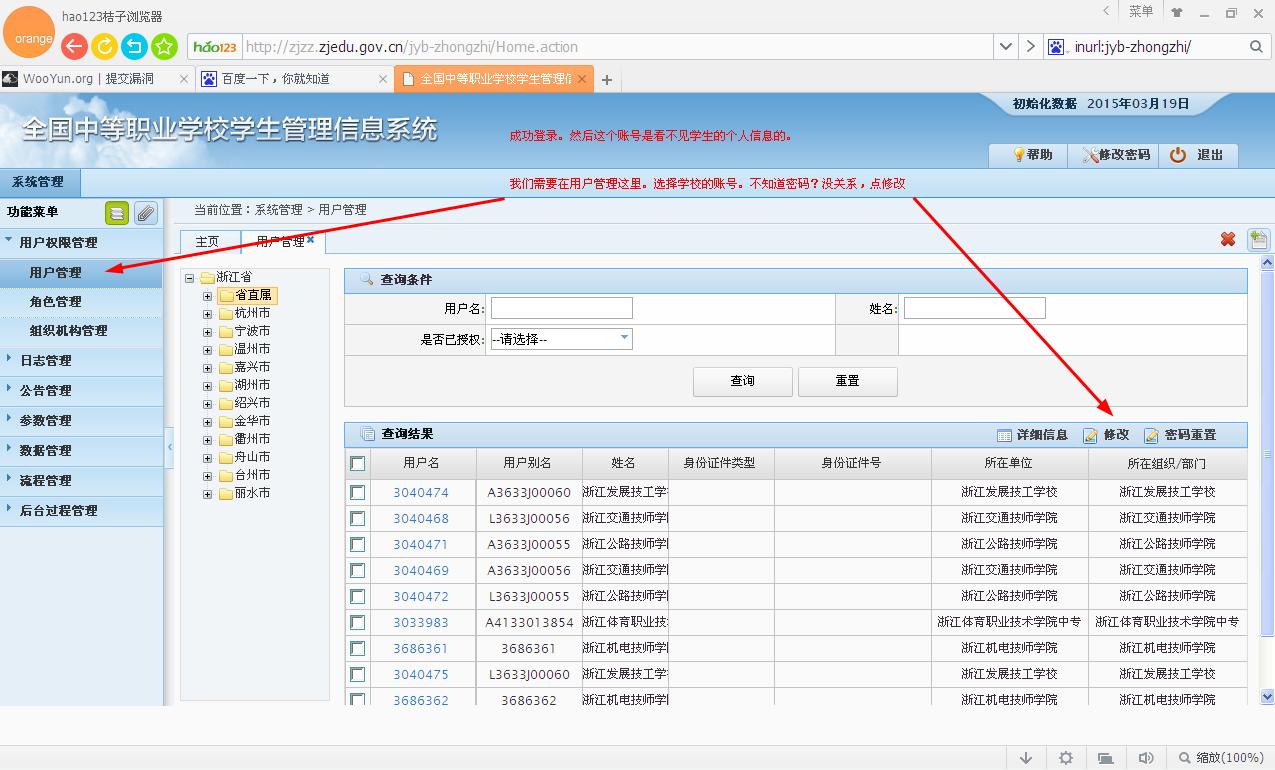 hao123桔子浏览器
菜单
orange
hao123 http://zjzz.zjedu.gov.cn/jyb-zhongzhi/Home.action
inurl:jyb-zhongzhi/
WooYun.org | 提交漏洞
百度一下，你就知道
全国中等职业学校学生管理信
初始化数据 2015年03月19日
全国中等职业学校学生管理信息系统
成功登录。然后这个账号是看不见学生的个人信息的。
帮助 修改密码 退出
系统管理
我们需要在用户管理这里。选择学校的账号。不知道密码？没关系，点修改
功能菜单
当前位置：系统管理 > 用户管理
用户权限管理
用户管理
角色管理
组织机构管理
日志管理
公告管理
参数管理
数据管理
流程管理
后台过程管理
主页 用户管理
浙江省
省直属
杭州市
宁波市
温州市
嘉兴市
湖州市
绍兴市
金华市
衢州市
舟山市
台州市
丽水市
查询条件
用户名: 姓名:
是否已授权: --请选择--
查询 重置
查询结果 详细信息 修改 密码重置
用户名 用户别名 姓名 身份证件类型 身份证件号 所在单位 所在组织/部门
3040474 A3633J00060 浙江发展技工学 浙江发展技工学校 浙江发展技工学校
3040468 L3633J00056 浙江交通技师学 浙江交通技师学院 浙江交通技师学院
3040471 A3633J00055 浙江公路技师学 浙江公路技师学院 浙江公路技师学院
3040469 A3633J00056 浙江交通技师学 浙江交通技师学院 浙江交通技师学院
3040472 L3633J00055 浙江公路技师学 浙江公路技师学院 浙江公路技师学院
3033983 A4133013854 浙江体育职业技 浙江体育职业技术学院中专 浙江体育职业技术学院中专
3686361 3686361 浙江机电技师学 浙江机电技师学院 浙江机电技师学院
3040475 L3633J00060 浙江发展技工学 浙江发展技工学校 浙江发展技工学校
3686362 3686362 浙江机电技师学 浙江机电技师学院 浙江机电技师学院
缩放(100%)